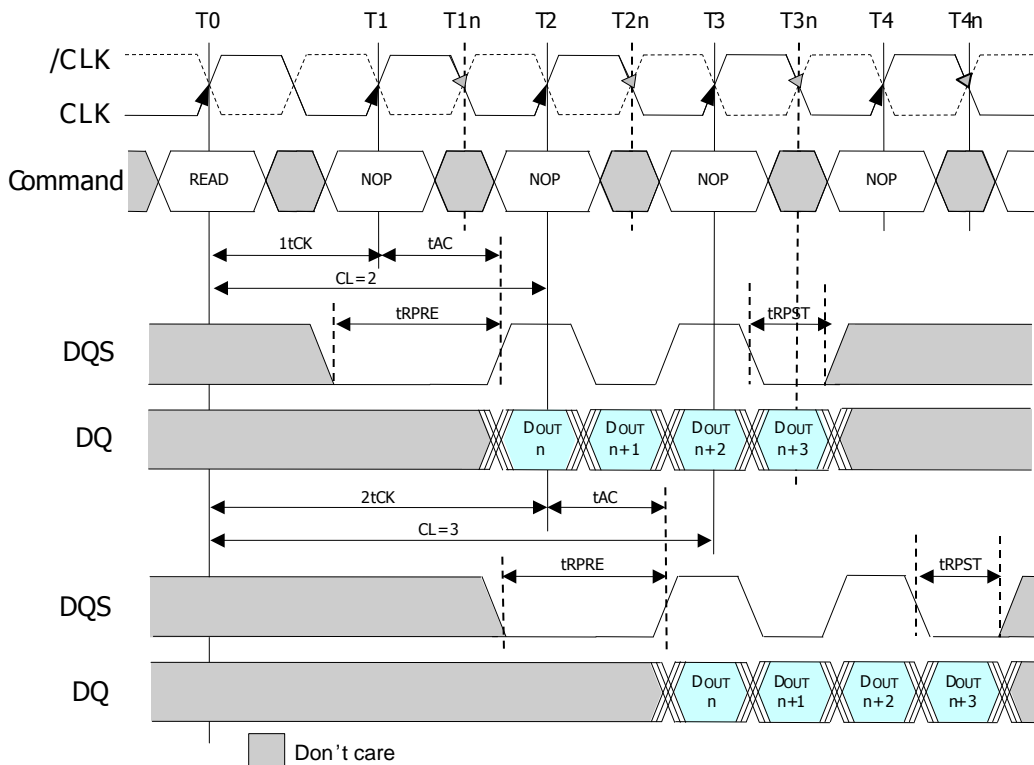 T0 T1 T1n T2 T2n T3 T3n T4 T4n
/CLK
CLK
Command READ NOP NOP NOP NOP
1tCK tAC
CL=2
tRPRE tRPST
DQS
DQ DOUT n DOUT n+1 DOUT n+2 DOUT n+3
2tCK tAC
CL=3
tRPRE tRPST
DQS
DQ DOUT n DOUT n+1 DOUT n+2 DOUT n+3
Don't care